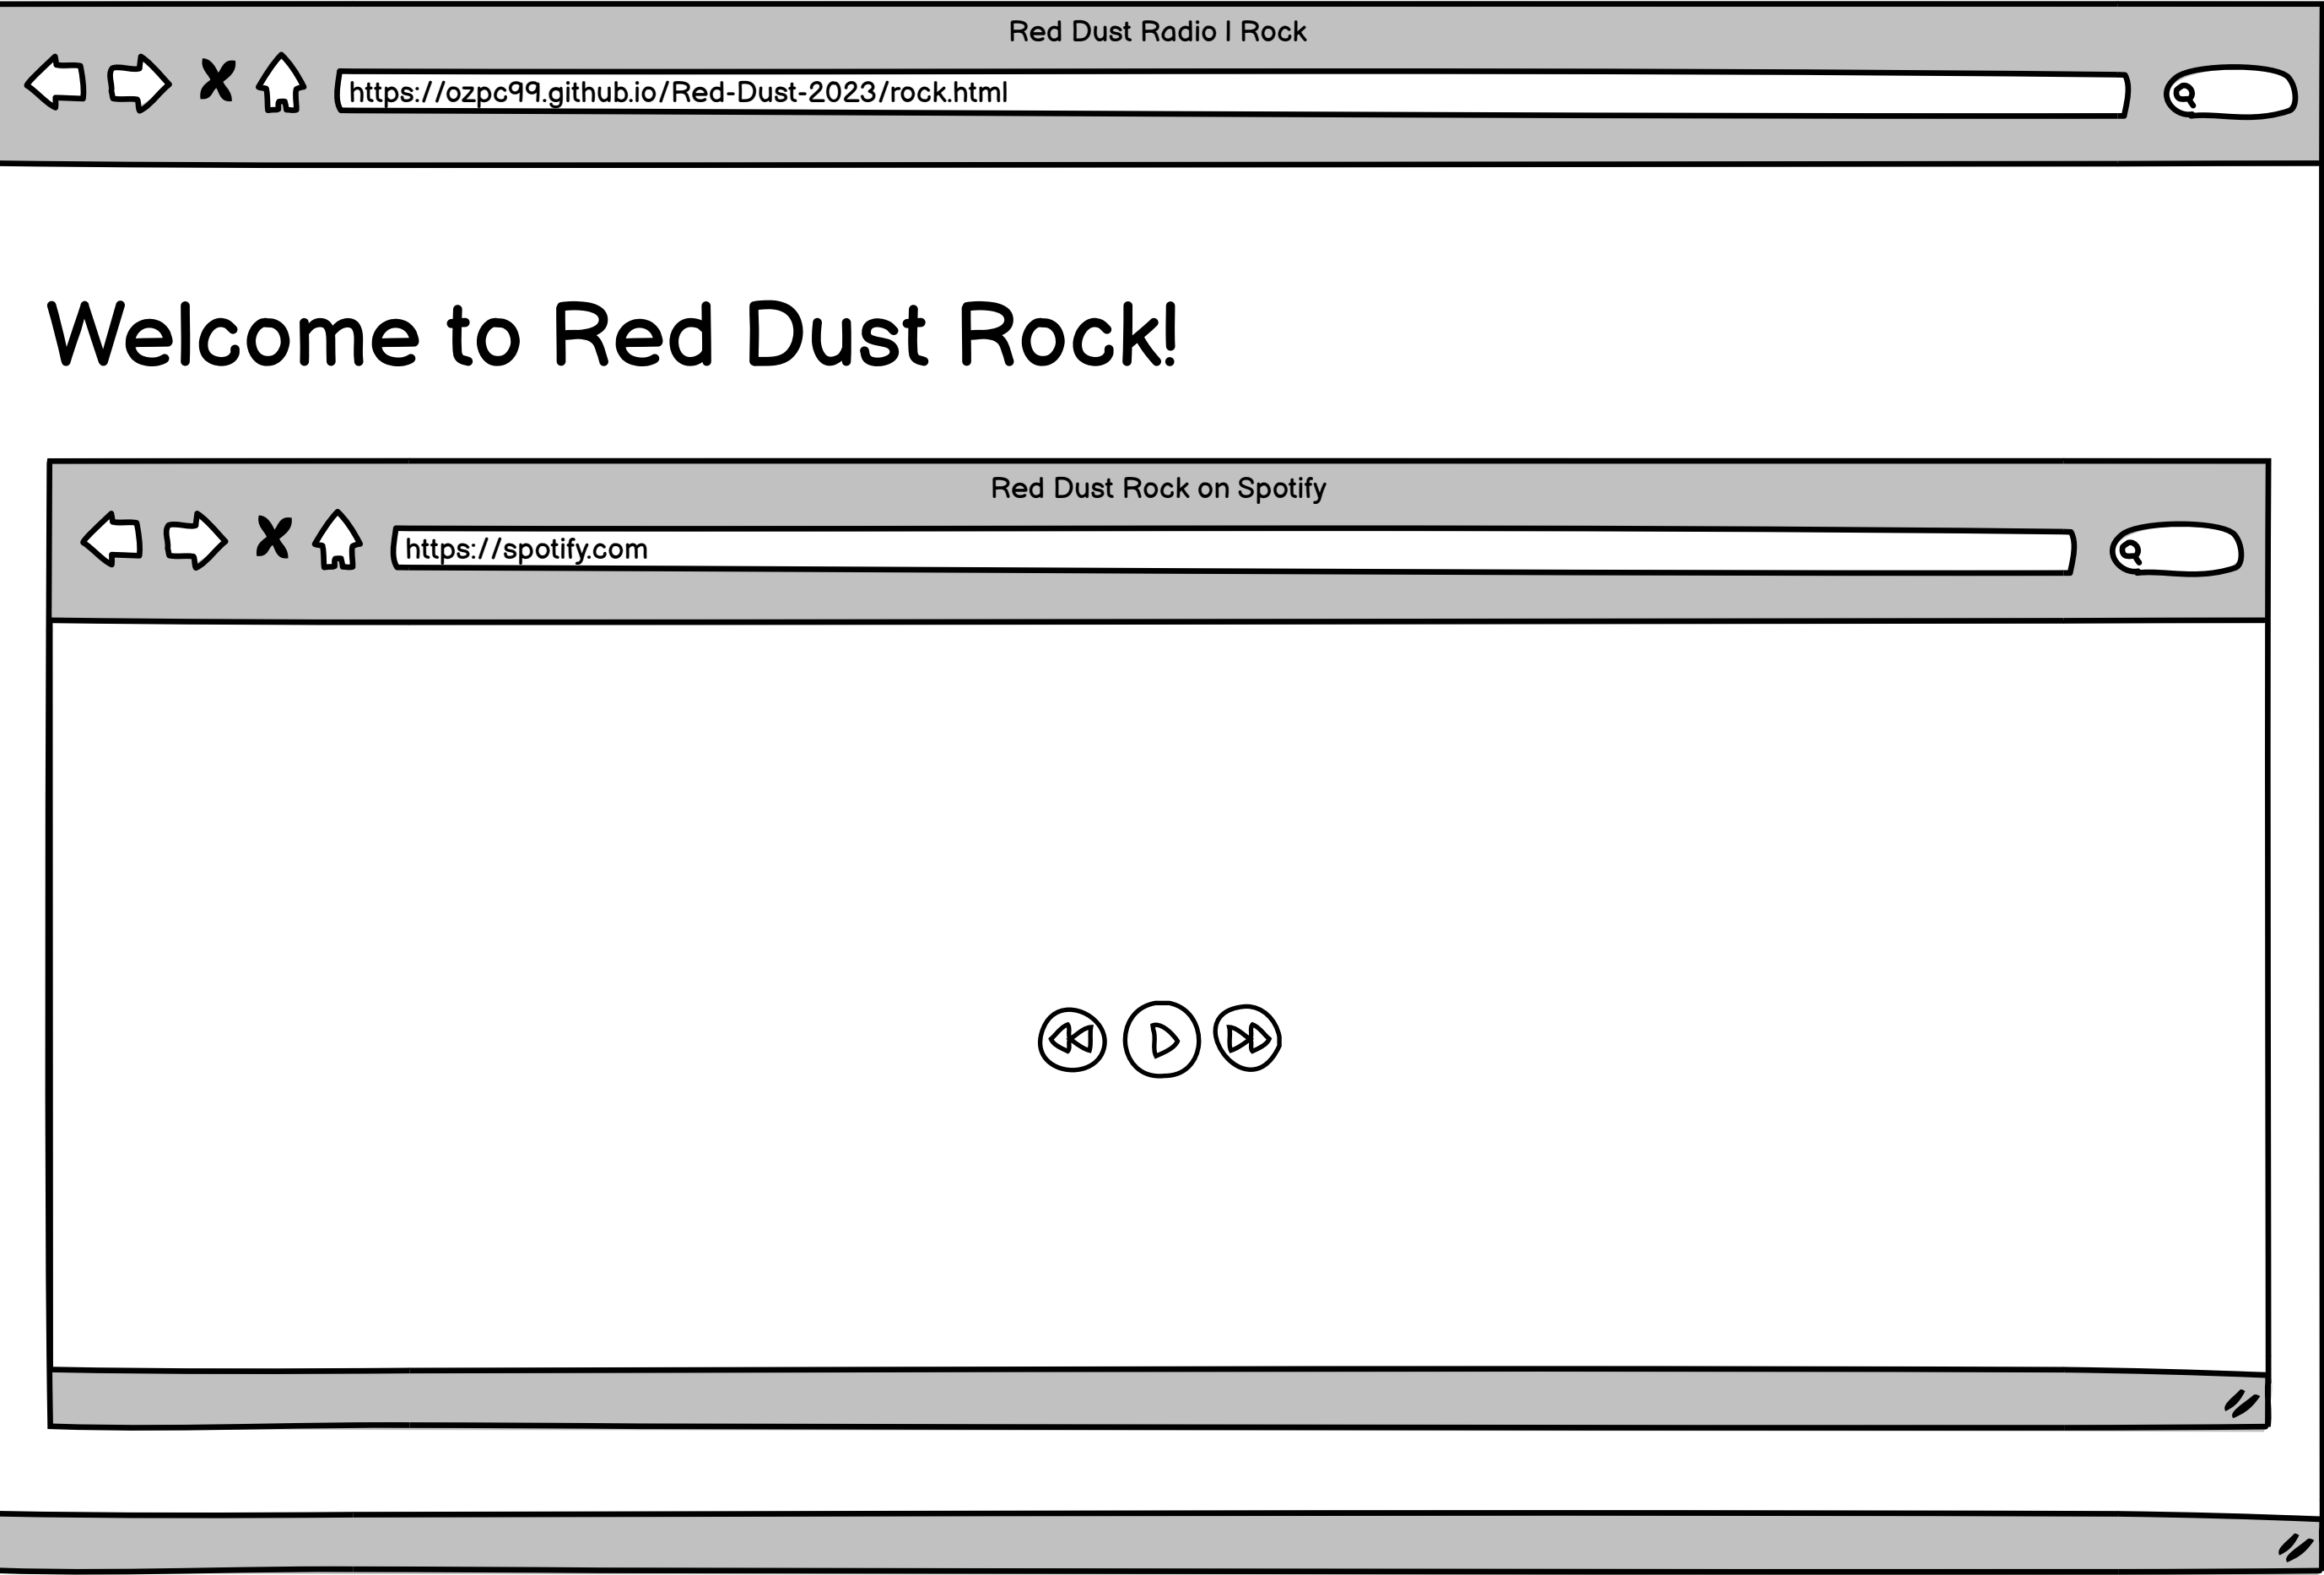 Red Dust Radio | Rock
https://ozpc99.github.io/Red-Dust-2023/rock.html
Welcome to Red Dust Rock!
Red Dust Rock on Spotify
https://spotify.com